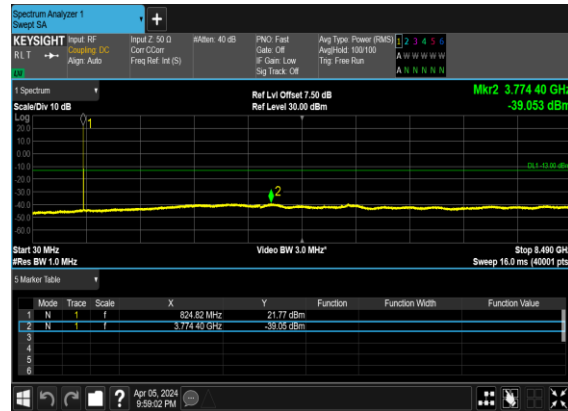 Spectrum Analyzer 1
Swept SA
+
KEYSIGHT Input: RF Input Z: 50 Ω #Atten: 40 dB PNO: Fast Avg Type: Power (RMS) 1 2 3 4 5 6
RLT Coupling: DC Corr CCorr Gate: Off Avg|Hold: 100/100 A W W W W W
Align: Auto Freq Ref: Int (S) IF Gain: Low Trig: Free Run
Sig Track: Off A N N N N N
1 Spectrum Ref Lvl Offset 7.50 dB Mkr2 3.774 40 GHz
Scale/Div 10 dB Ref Level 30.00 dBm -39.053 dBm
Log
20.0
10.0
0.00
-10.0
-20.0
-30.0
-40.0
-50.0
-60.0
1
DL1 -13.00 dBm
2
Start 30 MHz Video BW 3.0 MHz* Stop 8.490 GHz
#Res BW 1.0 MHz Sweep 16.0 ms (40001 pts)
5 Marker Table
Mode Trace Scale X Y Function Function Width Function Value
1 N 1 f 824.82 MHz 21.77 dBm
2 N 1 f 3.774 40 GHz -39.05 dBm
3
4
5
6
? Apr 05, 2024
9:59:02 PM